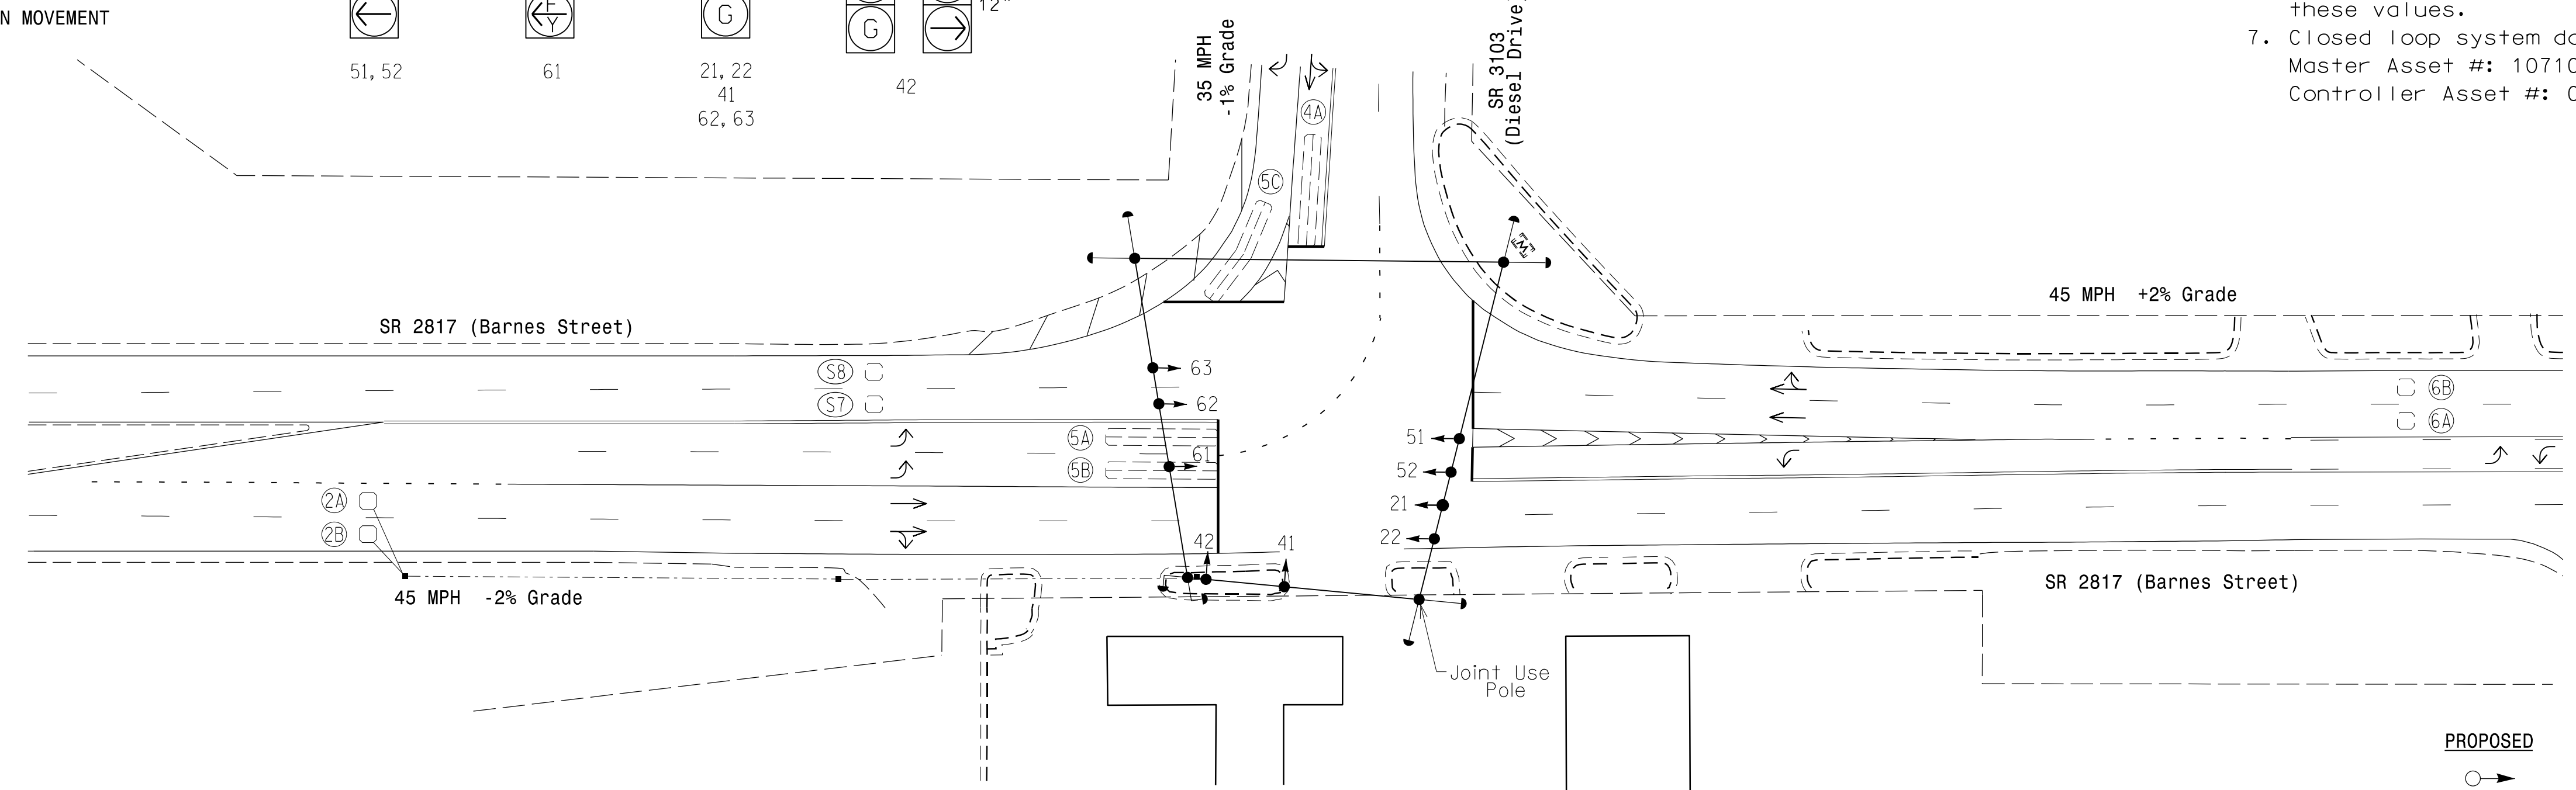 N MOVEMENT
F
Y
G
G
12"
51, 52
61
21, 22
41
62, 63
42
35 MPH
-1% Grade
SR 3103
(Diesel Drive)
these values.
7. Closed loop system da
Master Asset #: 10710
Controller Asset #: 0
4A
5C
SR 2817 (Barnes Street)
45 MPH +2% Grade
S8
S7
63
62
6B
6A
5A
5B
61
51
52
21
22
2A
2B
42
41
45 MPH -2% Grade
SR 2817 (Barnes Street)
Joint Use
Pole
PROPOSED